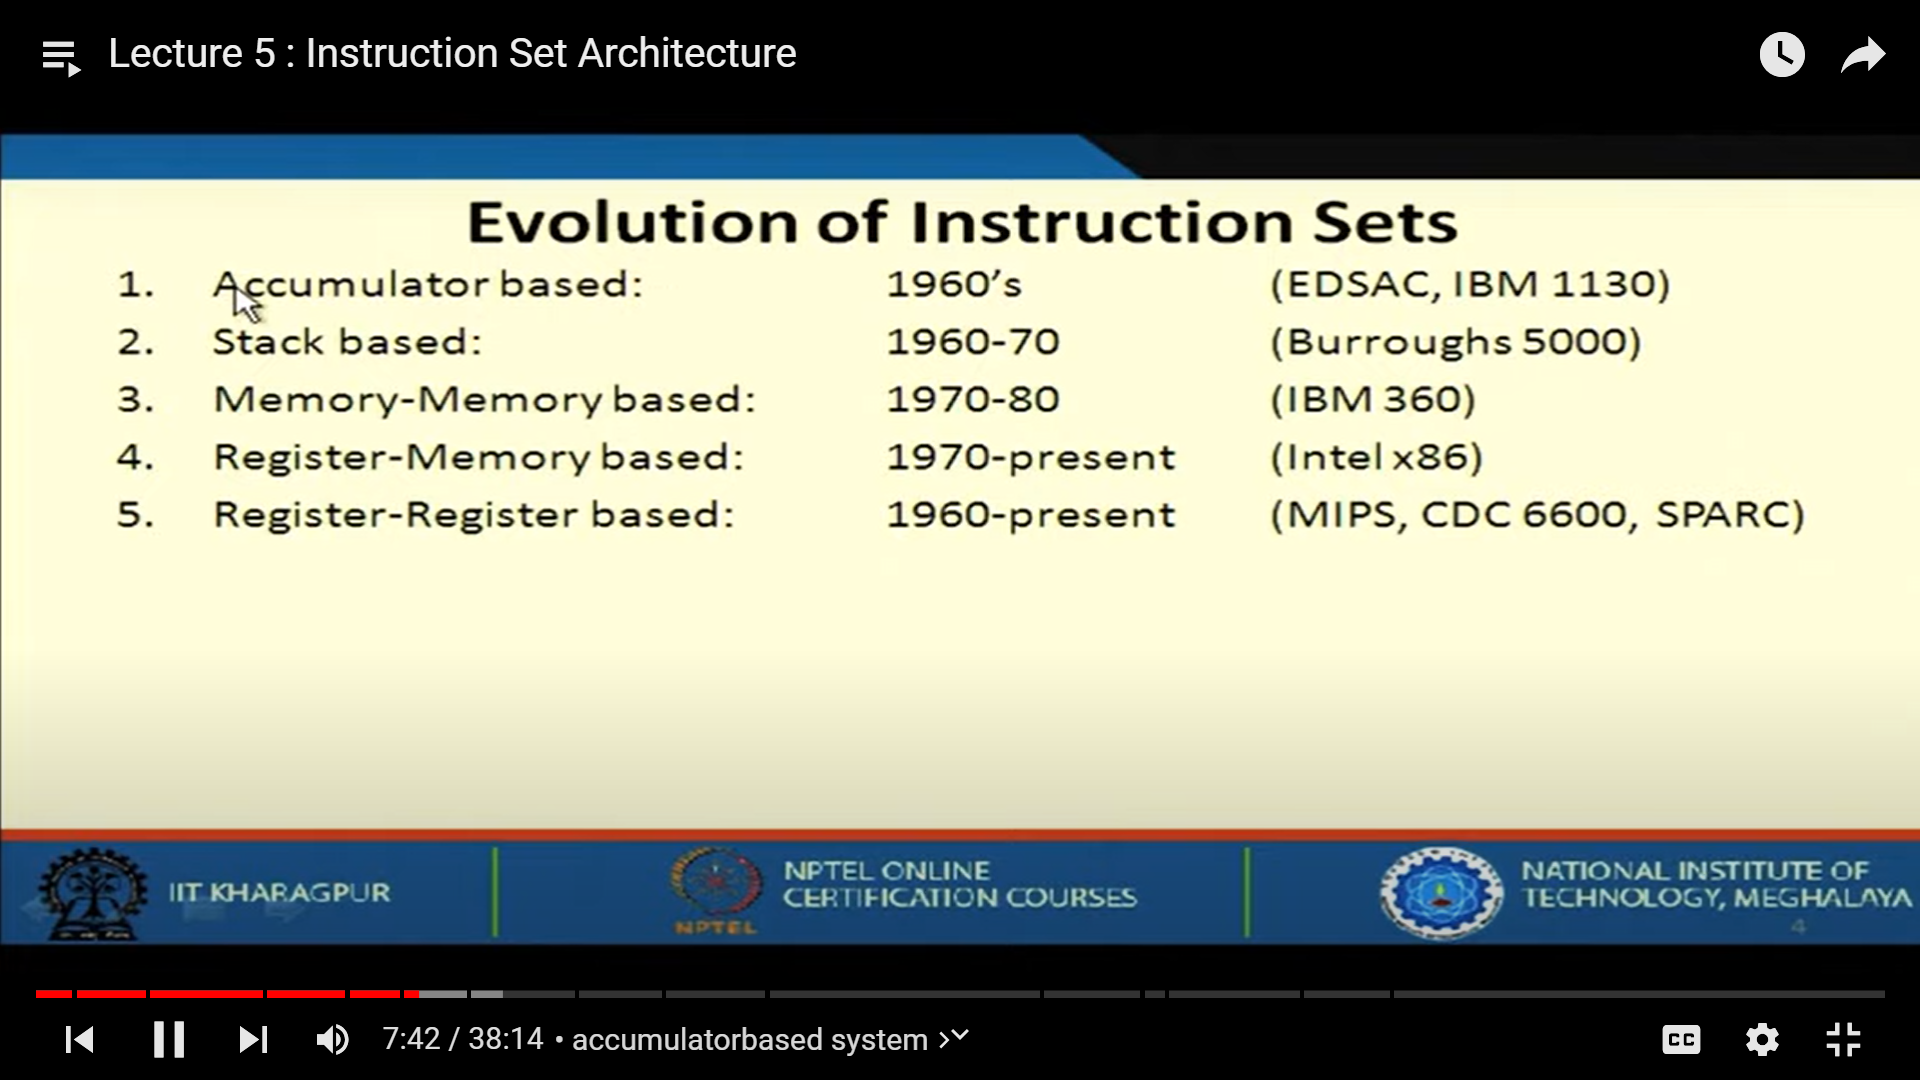 Lecture 5 : Instruction Set Architecture
Evolution of Instruction Sets
1. Accumulator based: 1960's (EDSAC, IBM 1130)
2. Stack based: 1960-70 (Burroughs 5000)
3. Memory-Memory based: 1970-80 (IBM 360)
4. Register-Memory based: 1970-present (Intel x86)
5. Register-Register based: 1960-present (MIPS, CDC 6600, SPARC)
IIT KHARAGPUR
NPTEL
NPTEL ONLINE
CERTIFICATION COURSES
NATIONAL INSTITUTE OF
TECHNOLOGY, MEGHALAYA
4
7:42 / 38:14 • accumulatorbased system
CC